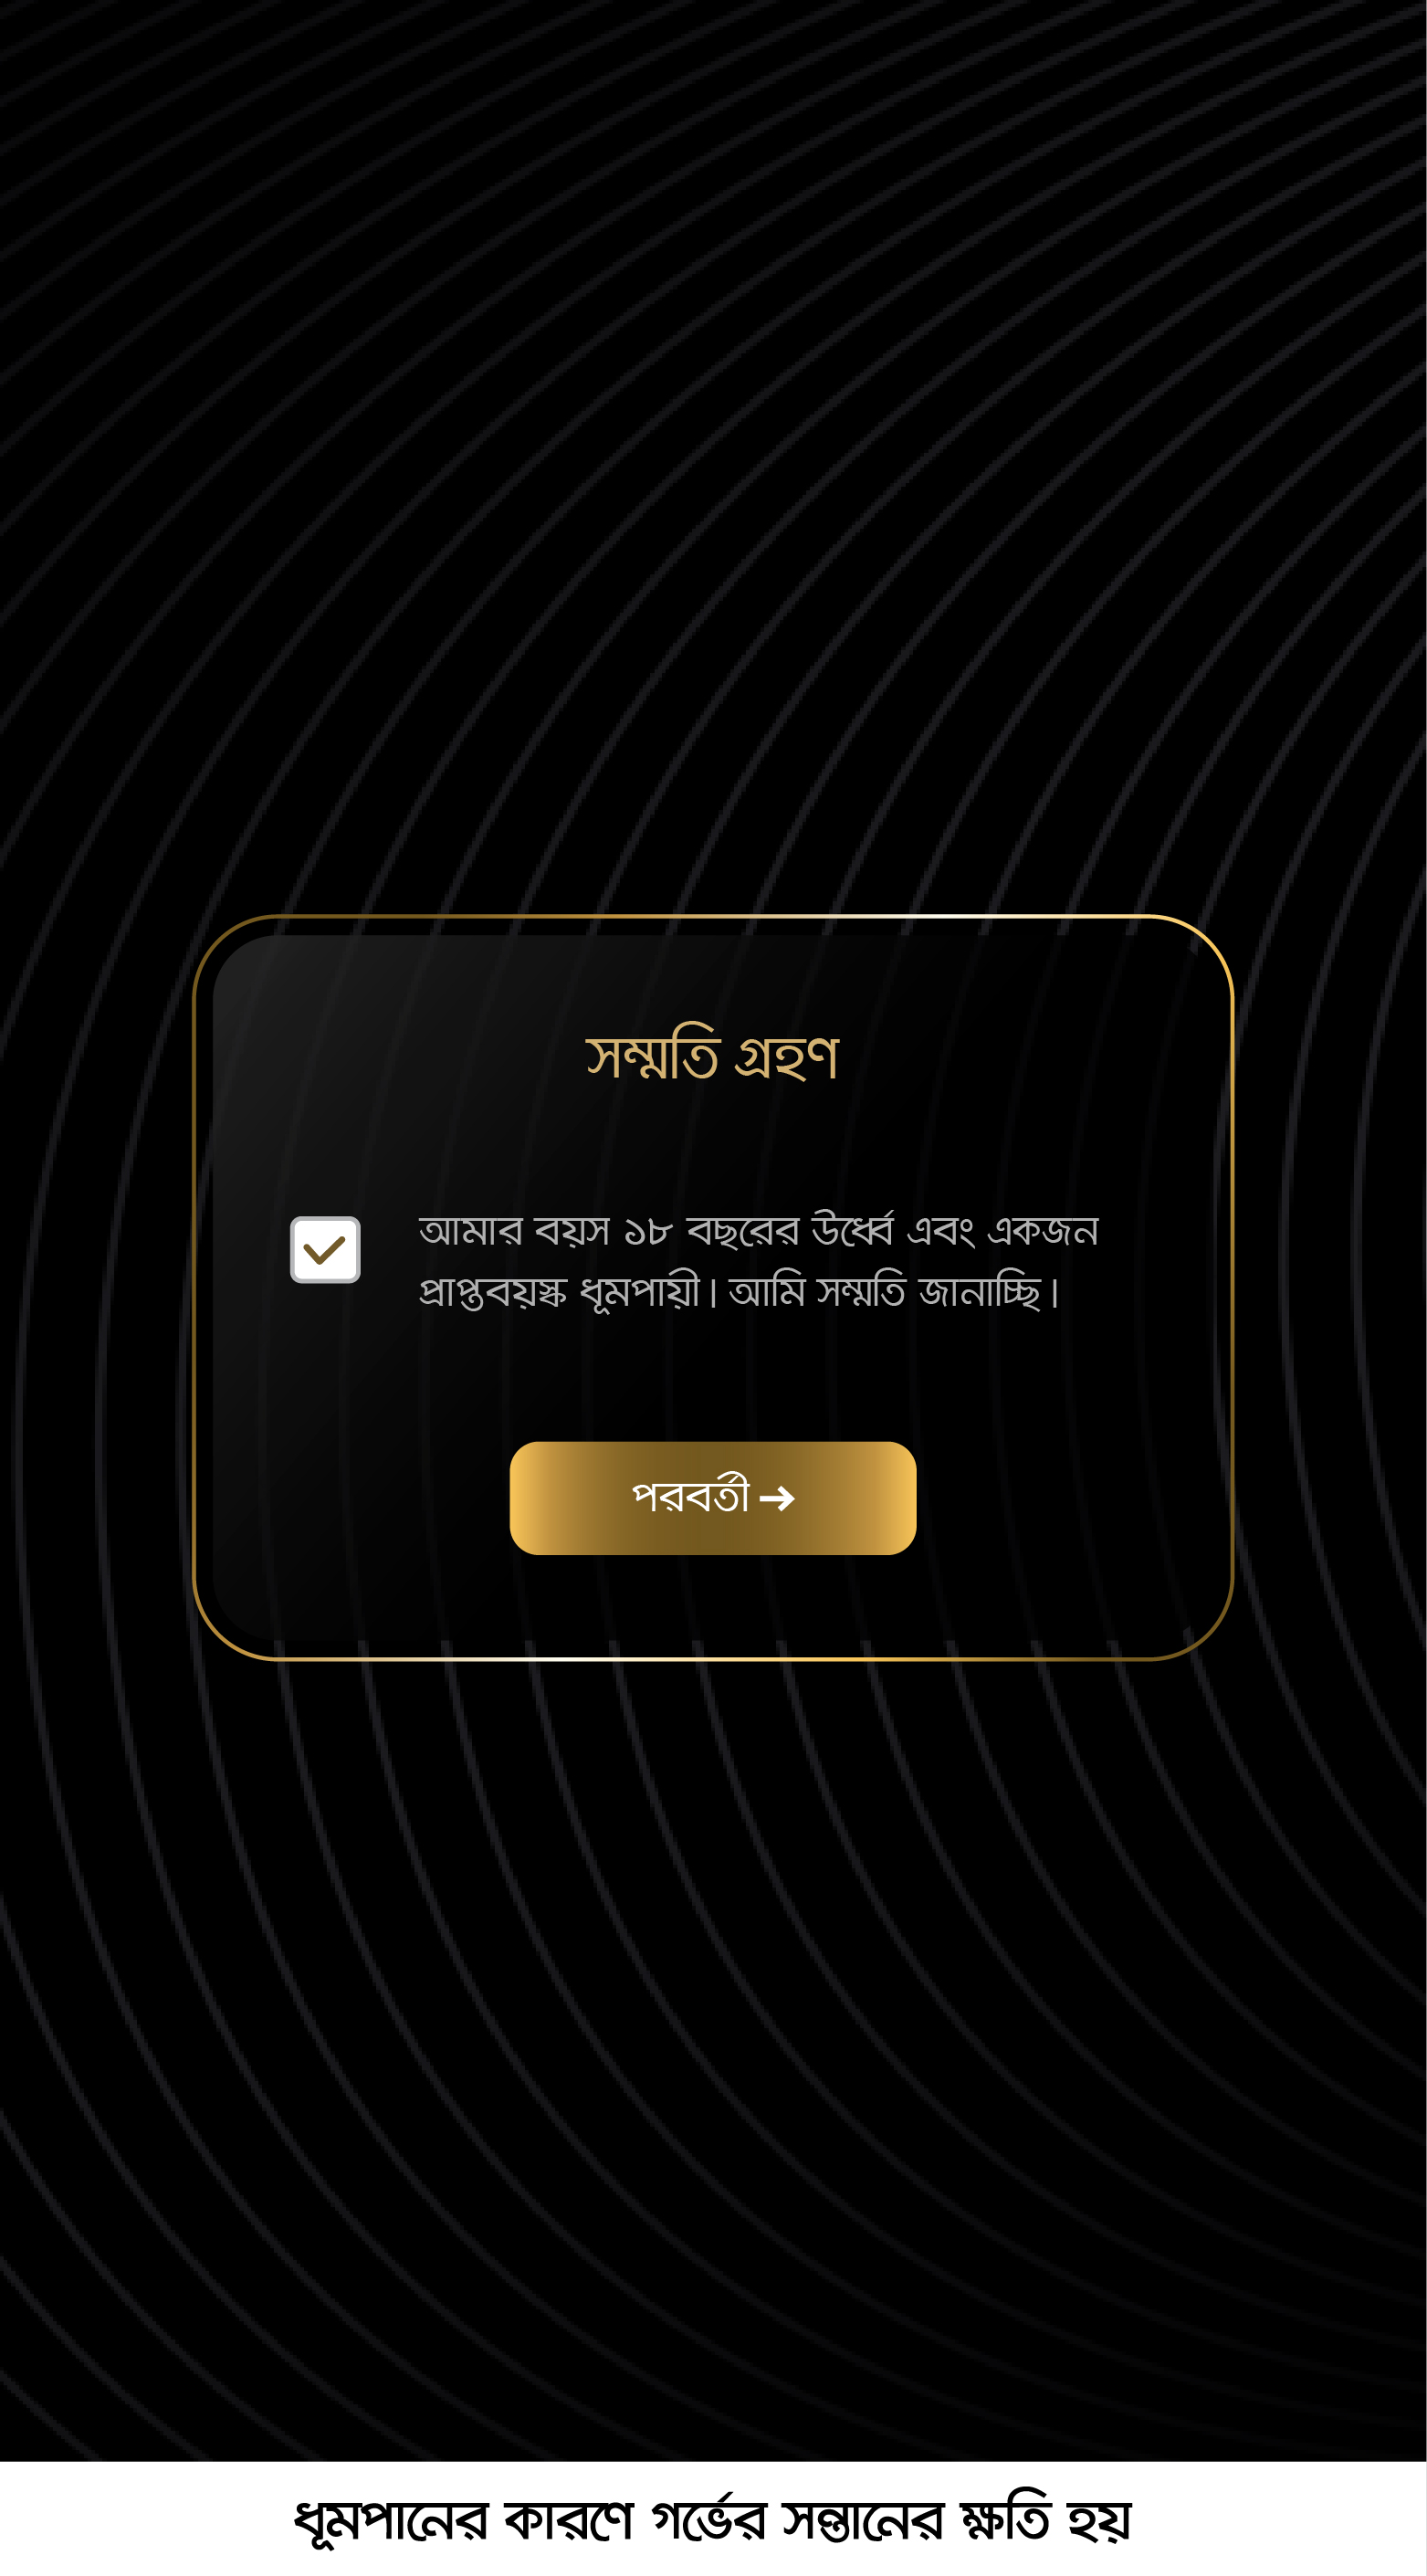 সম্মতি গ্রহণ
আমার বয়স ১৮ বছরের উর্ধ্বে এবং একজন
প্রাপ্তবয়স্ক ধূমপায়ী। আমি সম্মতি জানাচ্ছি।
পরবর্তী →
ধূমপানের কারণে গর্ভের সন্তানের ক্ষতি হয়